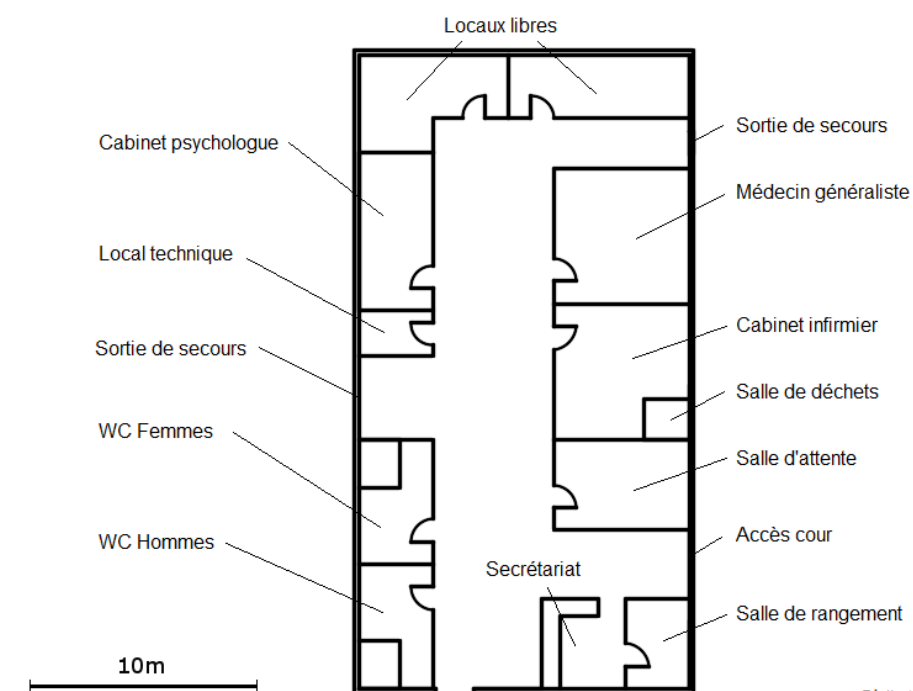 Locaux libres
Sortie de secours
Cabinet psychologue
Médecin généraliste
Local technique
Cabinet infirmier
Sortie de secours
Salle de déchets
WC Femmes
Salle d'attente
Accès cour
WC Hommes
Secrétariat
Salle de rangement
10m